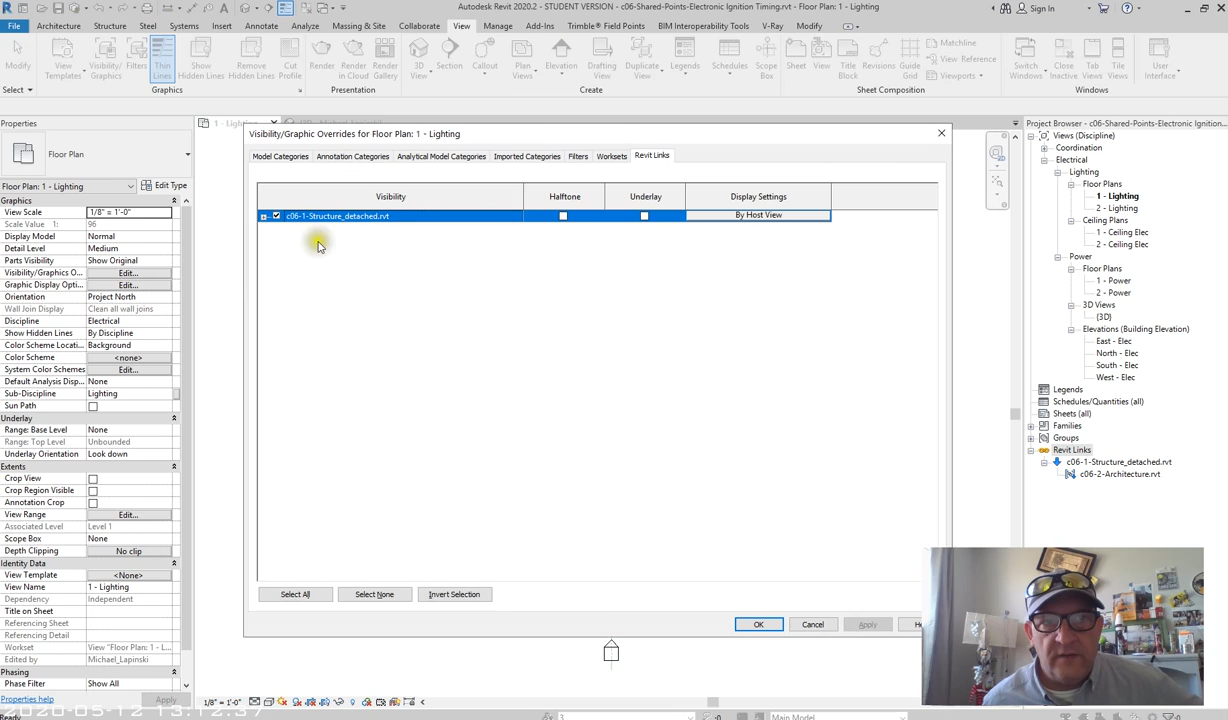 Autodesk Revit 2020.2 - STUDENT VERSION - c06-Shared-Points-Electronic Ignition Timing.rvt - Floor Plan: 1 - Lighting
Sign In
File Architecture Structure Steel Systems Insert Annotate Analyze Massing & Site Collaborate View Manage Add-Ins Trimble® Field Points BIM Interoperability Tools V-Ray Modify
Modify
View Templates
Visibility/ Graphics
Filters
Thin Lines
Show Hidden Lines
Remove Hidden Lines
Cut Profile
Render
Render in Cloud
Render Gallery
3D View
Section
Callout
Plan Views
Elevation
Drafting View
Duplicate View
Legends
Schedules
Scope Box
Sheet
View
Title Block
Revisions
Guide Grid
Matchline
View Reference
Viewports
Switch Windows
Close Inactive
Tab Views
Tile Views
User Interface
Select
Graphics
Presentation
Create
Sheet Composition
Windows
Properties
Floor Plan
Floor Plan: 1 - Lighting
Edit Type
Graphics
View Scale 1/8" = 1'-0"
Scale Value 1: 96
Display Model Normal
Detail Level Medium
Parts Visibility Show Original
Visibility/Graphics O... Edit...
Graphic Display Opti... Edit...
Orientation Project North
Wall Join Display Clean all wall joins
Discipline Electrical
Show Hidden Lines By Discipline
Color Scheme Locati... Background
Color Scheme <none>
System Color Schemes Edit...
Default Analysis Disp... None
Sub-Discipline Lighting
Sun Path
Underlay
Range: Base Level None
Range: Top Level Unbounded
Underlay Orientation Look down
Extents
Crop View
Crop Region Visible
Annotation Crop
View Range Edit...
Associated Level Level 1
Scope Box None
Depth Clipping No clip
Identity Data
View Template <None>
View Name 1 - Lighting
Dependency Independent
Title on Sheet
Referencing Sheet
Referencing Detail
Workset View "Floor Plan: 1 - L...
Edited by Michael_Lapinski
Phasing
Phase Filter Show All
Properties help
Apply
2020-05-12 13:12:37
Visibility/Graphic Overrides for Floor Plan: 1 - Lighting
Model Categories Annotation Categories Analytical Model Categories Imported Categories Filters Worksets Revit Links
Visibility Halftone Underlay Display Settings
c06-1-Structure_detached.rvt By Host View
Select All Select None Invert Selection
OK Cancel Apply
1/8" = 1'-0"
Main Model
Project Browser - c06-Shared-Points-Electronic Ignition
Views (Discipline)
Coordination
Electrical
Lighting
Floor Plans
1 - Lighting
2 - Lighting
Ceiling Plans
1 - Ceiling Elec
2 - Ceiling Elec
Power
Floor Plans
1 - Power
2 - Power
3D Views
{3D}
Elevations (Building Elevation)
East - Elec
North - Elec
South - Elec
West - Elec
Legends
Schedules/Quantities (all)
Sheets (all)
Families
Groups
Revit Links
c06-1-Structure_detached.rvt
c06-2-Architecture.rvt